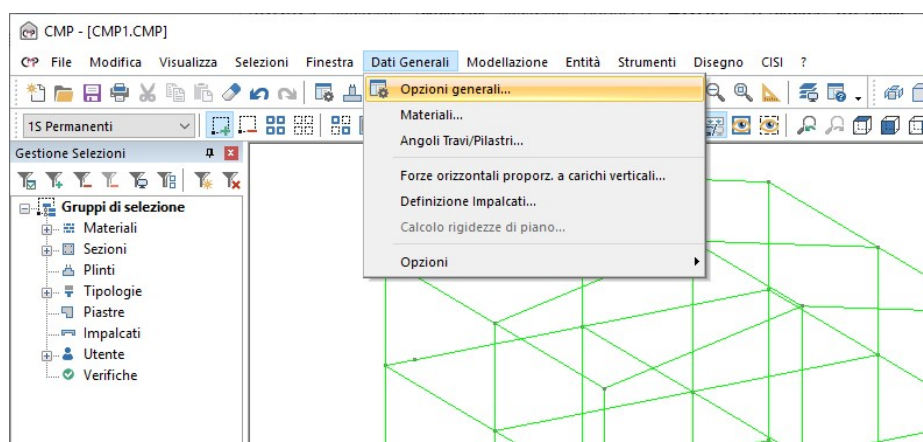 CMP - [CMP1.CMP]
File Modifica Visualizza Selezioni Finestra Dati Generali Modellazione Entità Strumenti Disegno CISI ?
Opzioni generali...
Materiali...
Angoli Travi/Pilastri...
Forze orizzontali proporz. a carichi verticali...
Definizione Impalcati...
Calcolo rigidezze di piano...
Opzioni
1S Permanenti
Gestione Selezioni
Gruppi di selezione
Materiali
Sezioni
Plinti
Tipologie
Piastre
Impalcati
Utente
Verifiche